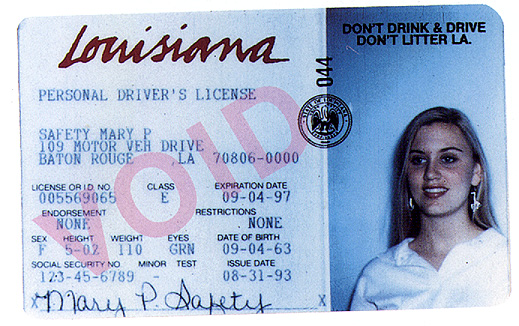 Louisiana
DON'T DRINK & DRIVE
DON'T LITTER LA.
044
PERSONAL DRIVER'S LICENSE
SAFETY MARY P
109 MOTOR VEH DRIVE
BATON ROUGE, LA 70806-0000
VOID
LICENSE OR I.D. NO. CLASS EXPIRATION DATE
005569065 E 09-04-97
ENDORSEMENT RESTRICTIONS
NONE NONE
SEX HEIGHT WEIGHT EYES DATE OF BIRTH
F 5-02 110 GRN 09-04-63
SOCIAL SECURITY NO. MINOR TEST ISSUE DATE
123-45-6789 - 08-31-93
X Mary P. Safety X